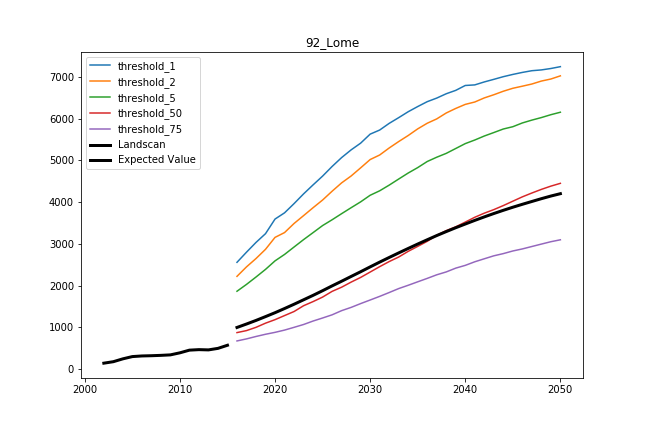 92_Lome
threshold_1
threshold_2
threshold_5
threshold_50
threshold_75
Landscan
Expected Value
7000
6000
5000
4000
3000
2000
1000
0
2000 2010 2020 2030 2040 2050